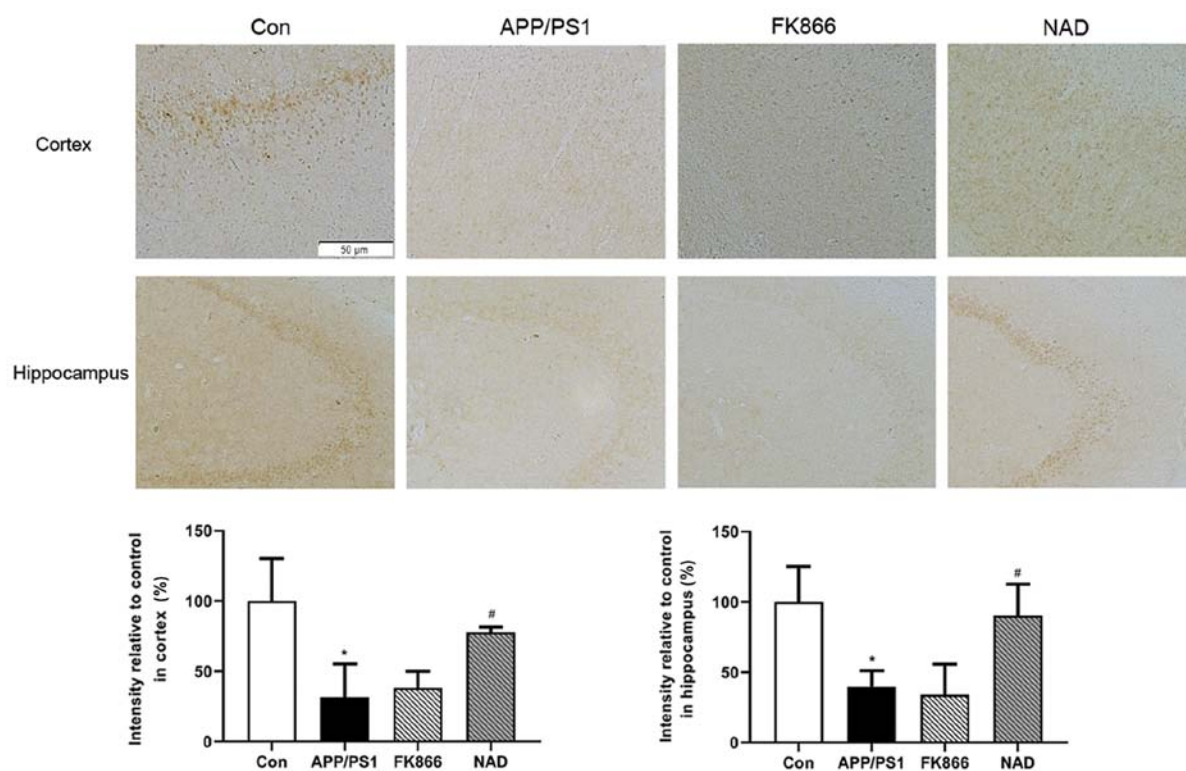 Con APP/PS1 FK866 NAD
Cortex
50 µm
Hippocampus
Intensity relative to control
in cortex (%)
150
100
50
0
*
#
Con APP/PS1 FK866 NAD
Intensity relative to control
in hippocampus (%)
150
100
50
0
*
#
Con APP/PS1 FK866 NAD